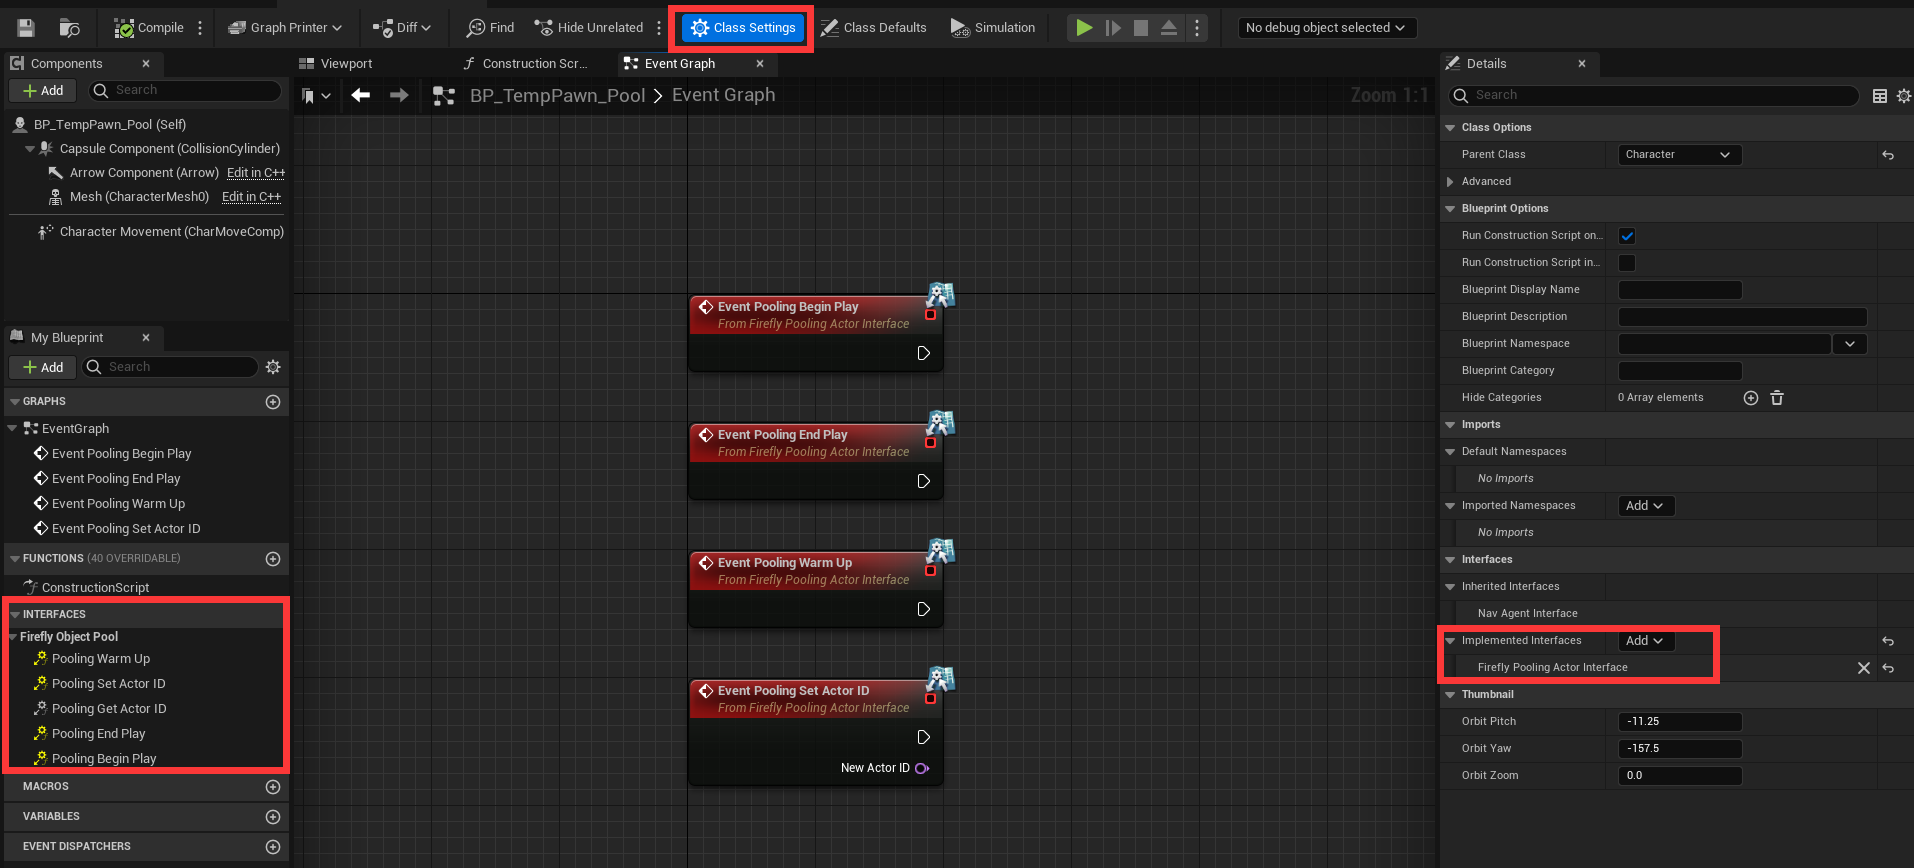 Compile
Graph Printer
Diff
Find
Hide Unrelated
Class Settings
Class Defaults
Simulation
No debug object selected
Components
Add
Search
BP_TempPawn_Pool (Self)
Capsule Component (CollisionCylinder)
Arrow Component (Arrow) Edit in C++
Mesh (CharacterMesh0) Edit in C++
Character Movement (CharMoveComp)
My Blueprint
Add
Search
GRAPHS
EventGraph
Event Pooling Begin Play
Event Pooling End Play
Event Pooling Warm Up
Event Pooling Set Actor ID
FUNCTIONS (40 OVERRIDABLE)
ConstructionScript
INTERFACES
Firefly Object Pool
Pooling Warm Up
Pooling Set Actor ID
Pooling Get Actor ID
Pooling End Play
Pooling Begin Play
MACROS
VARIABLES
EVENT DISPATCHERS
Viewport
Construction Scr...
Event Graph
BP_TempPawn_Pool > Event Graph
Zoom 1:1
Event Pooling Begin Play
From Firefly Pooling Actor Interface
Event Pooling End Play
From Firefly Pooling Actor Interface
Event Pooling Warm Up
From Firefly Pooling Actor Interface
Event Pooling Set Actor ID
From Firefly Pooling Actor Interface
New Actor ID
Details
Search
Class Options
Parent Class Character
Advanced
Blueprint Options
Run Construction Script on...
Run Construction Script in...
Blueprint Display Name
Blueprint Description
Blueprint Namespace
Blueprint Category
Hide Categories 0 Array elements
Imports
Default Namespaces
No Imports
Imported Namespaces Add
No Imports
Interfaces
Inherited Interfaces
Nav Agent Interface
Implemented Interfaces Add
Firefly Pooling Actor Interface
Thumbnail
Orbit Pitch -11.25
Orbit Yaw -157.5
Orbit Zoom 0.0